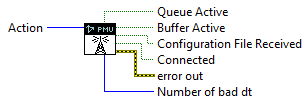 Queue Active
Action
PMU
Buffer Active
Configuration File Received
Connected
error out
Number of bad dt